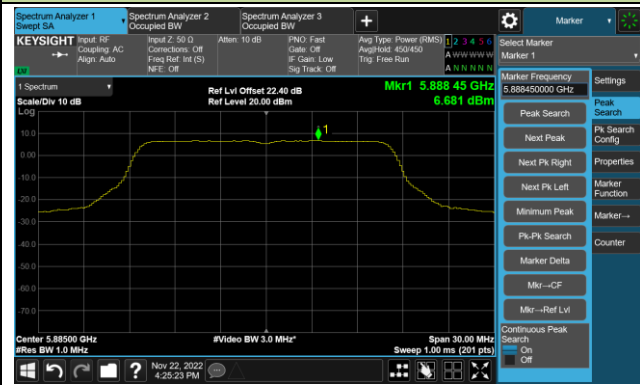 Spectrum Analyzer 1
Swept SA
Spectrum Analyzer 2
Occupied BW
Spectrum Analyzer 3
Occupied BW
Marker
KEYSIGHT
Input: RF
Coupling: AC
Align: Auto
Input Z: 50 Ω
Corrections: Off
Freq Ref: Int (S)
NFE: Off
Atten: 10 dB
PNO: Fast
Gate: Off
IF Gain: Low
Sig Track: Off
Avg Type: Power (RMS)
Avg|Hold: 450/450
Trig: Free Run
1 2 3 4 5 6
A W W W W W
A N N N N N
LXI
Select Marker
Marker 1
1 Spectrum
Scale/Div 10 dB
Log
Ref Lvl Offset 22.40 dB
Ref Level 20.00 dBm
Mkr1 5.888 45 GHz
6.681 dBm
10.0
0.00
-10.0
-20.0
-30.0
-40.0
-50.0
-60.0
-70.0
1
Center 5.88500 GHz
#Res BW 1.0 MHz
#Video BW 3.0 MHz*
Span 30.00 MHz
Sweep 1.00 ms (201 pts)
Marker Frequency
5.888450000 GHz
Peak Search
Next Peak
Next Pk Right
Next Pk Left
Minimum Peak
Pk-Pk Search
Marker Delta
Mkr→CF
Mkr→Ref Lvl
Continuous Peak
Search
On
Off
Settings
Peak
Search
Pk Search
Config
Properties
Marker
Function
Marker→
Counter
Nov 22, 2022
4:25:23 PM